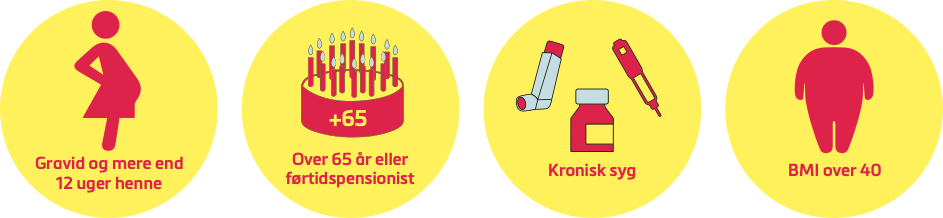 Gravid og mere end
12 uger henne
+65
Over 65 år eller
førtidspensionist
Kronisk syg
BMI over 40